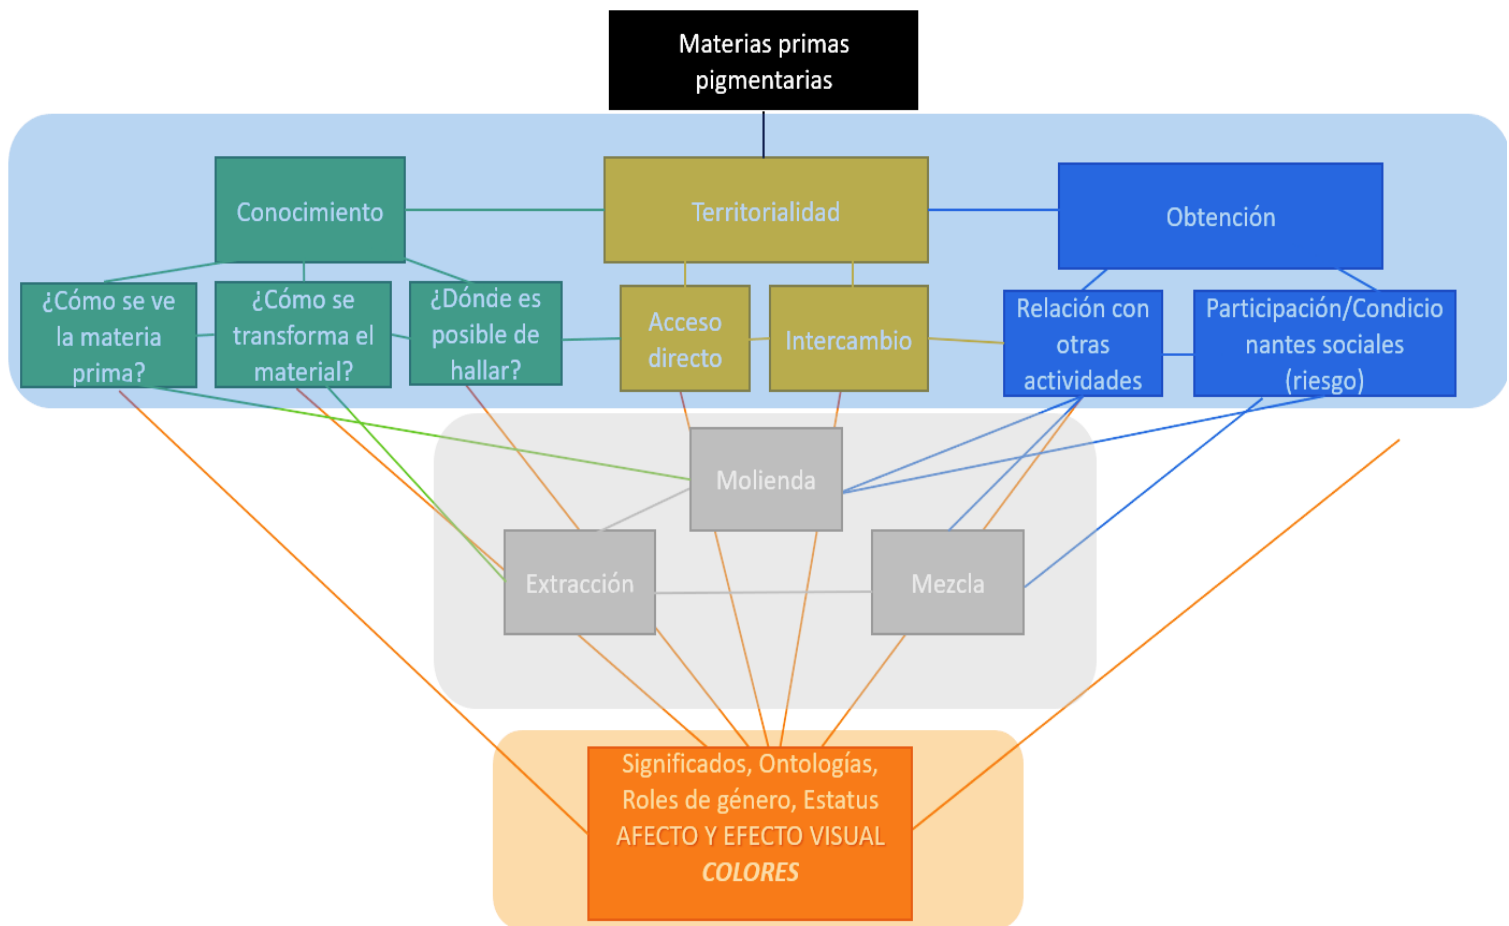 Materias primas
pigmentarias
Conocimiento
Territorialidad
Obtención
¿Cómo se ve
la materia
prima?
¿Cómo se
transforma el
material?
¿Dónde es
posible de
hallar?
Acceso
directo
Intercambio
Relación con
otras
actividades
Participación/Condicio
nantes sociales
(riesgo)
Molienda
Extracción
Mezcla
Significados, Ontologías,
Roles de género, Estatus
AFECTO Y EFECTO VISUAL
COLORES